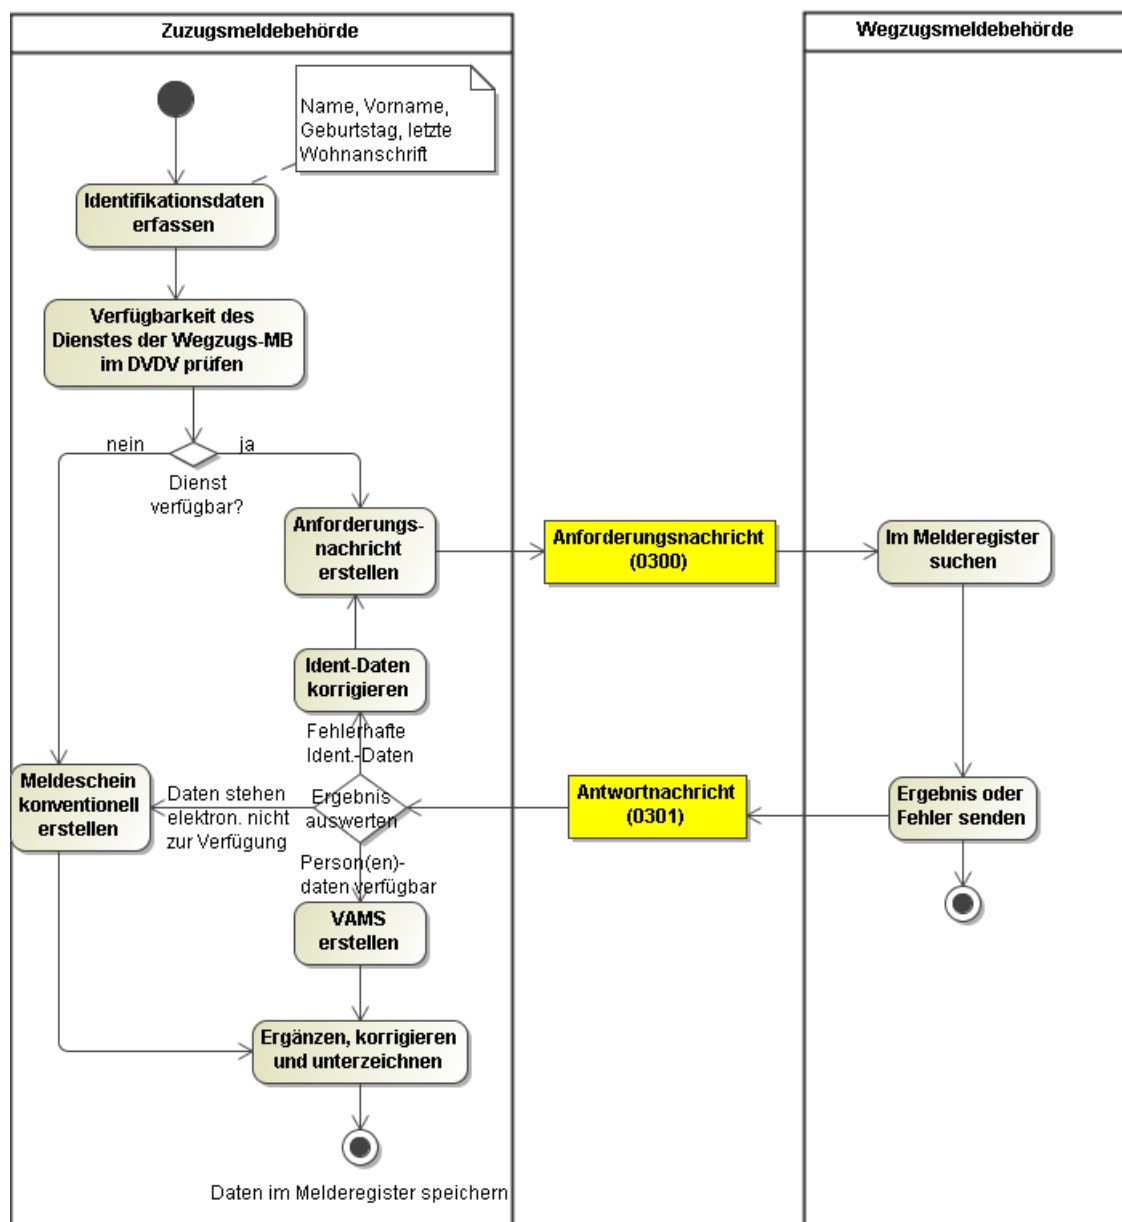 Zuzugsmeldebehörde
Wegzugsmeldebehörde
Name, Vorname,
Geburtstag, letzte
Wohnanschrift
Identifikationsdaten
erfassen
Verfügbarkeit des
Dienstes der Wegzugs-MB
im DVDV prüfen
nein
ja
Dienst
verfügbar?
Anforderungs-
nachricht
erstellen
Anforderungsnachricht
(0300)
Im Melderegister
suchen
Ident-Daten
korrigieren
Fehlerhafte
Ident.-Daten
Meldeschein
konventionell
erstellen
Daten stehen
elektron. nicht
zur Verfügung
Ergebnis
auswerten
Antwortnachricht
(0301)
Ergebnis oder
Fehler senden
Person(en)-
daten verfügbar
VAMS
erstellen
Ergänzen, korrigieren
und unterzeichnen
Daten im Melderegister speichern